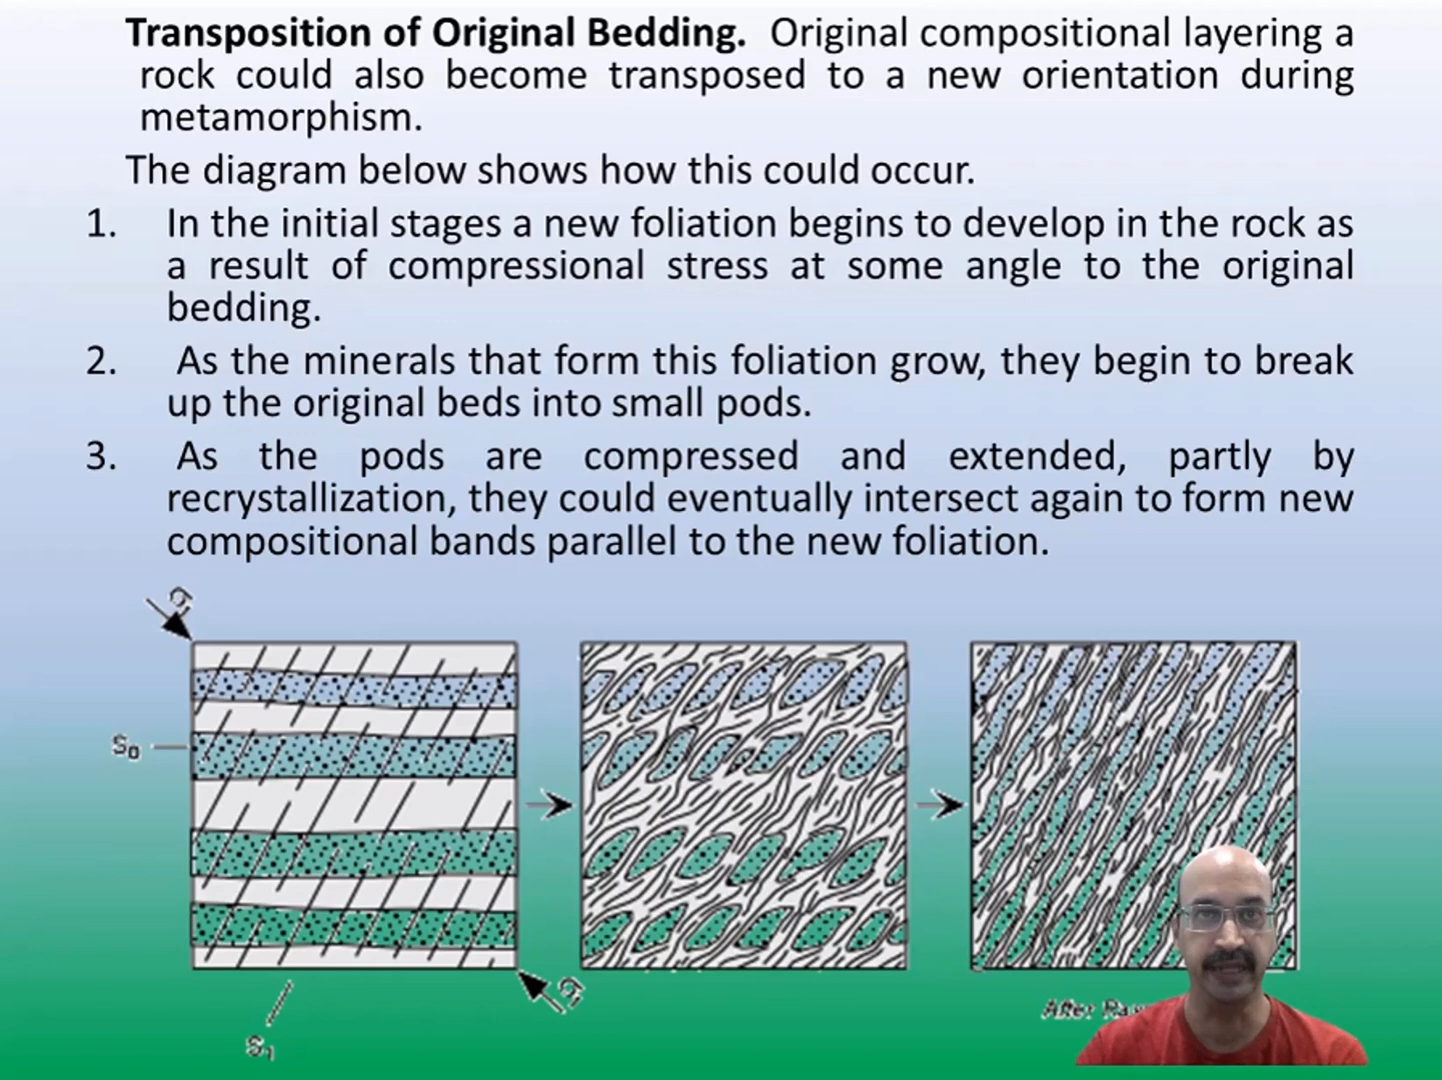 Transposition of Original Bedding. Original compositional layering a
rock could also become transposed to a new orientation during
metamorphism.
The diagram below shows how this could occur.
1. In the initial stages a new foliation begins to develop in the rock as
a result of compressional stress at some angle to the original
bedding.
2. As the minerals that form this foliation grow, they begin to break
up the original beds into small pods.
3. As the pods are compressed and extended, partly by
recrystallization, they could eventually intersect again to form new
compositional bands parallel to the new foliation.
σ₁
S₀
σ₁
S₁
After